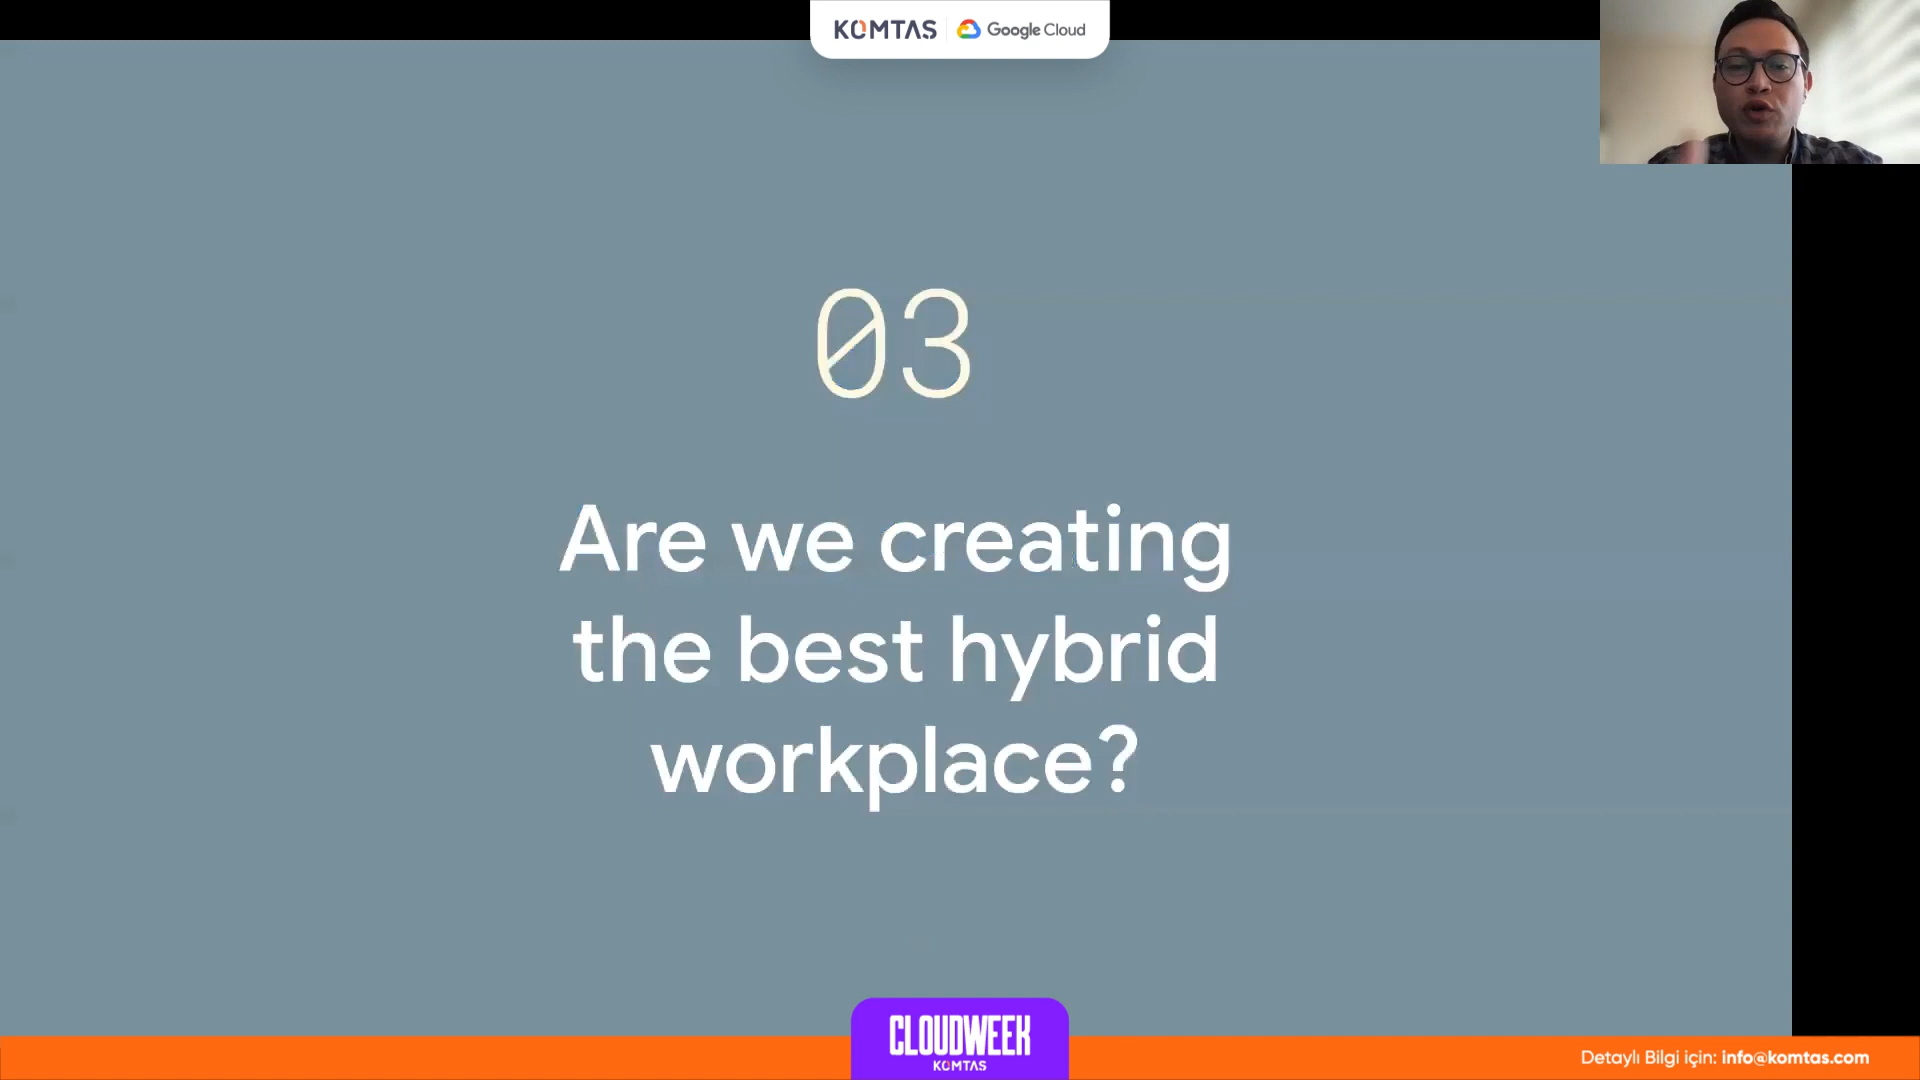 KOMTAS Google Cloud
03
Are we creating
the best hybrid
workplace?
CLOUDWEEK
KOMTAS
Detaylı Bilgi için: info@komtas.com